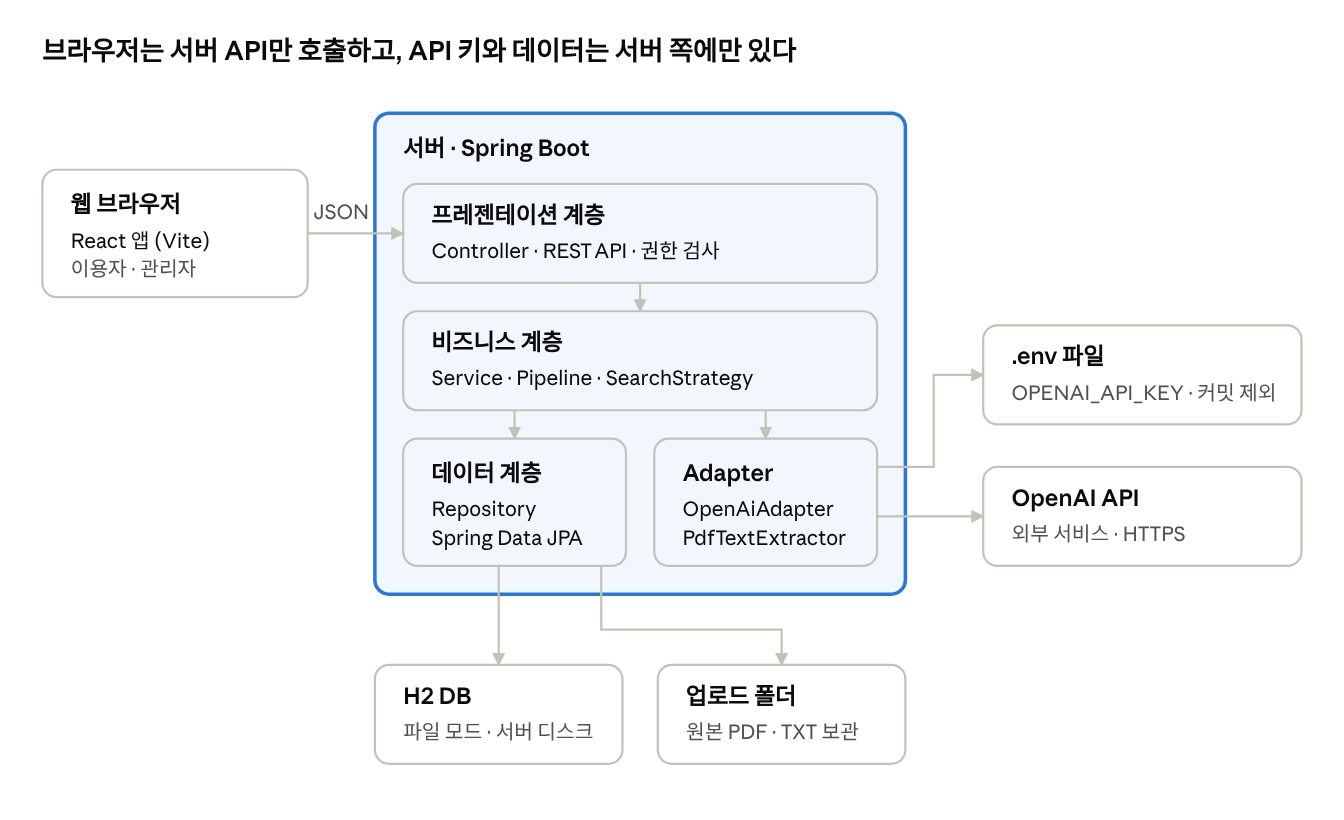 브라우저는 서버 API만 호출하고, API 키와 데이터는 서버 쪽에만 있다
서버 · Spring Boot
웹 브라우저
React 앱 (Vite)
이용자 · 관리자
JSON
프레젠테이션 계층
Controller · REST API · 권한 검사
비즈니스 계층
Service · Pipeline · SearchStrategy
.env 파일
OPENAI_API_KEY · 커밋 제외
데이터 계층
Repository
Spring Data JPA
Adapter
OpenAiAdapter
PdfTextExtractor
OpenAI API
외부 서비스 · HTTPS
H2 DB
파일 모드 · 서버 디스크
업로드 폴더
원본 PDF · TXT 보관